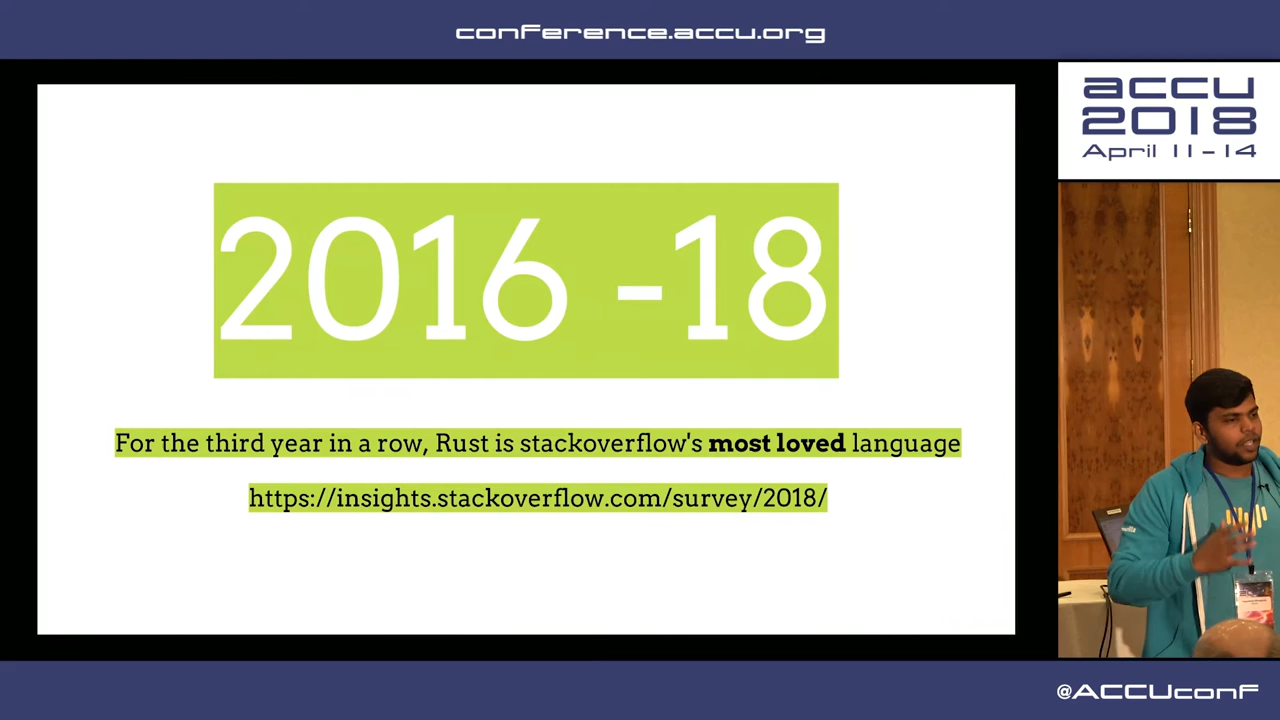 conference.accu.org
accu
2018
April 11-14
2016 -18
For the third year in a row, Rust is stackoverflow's most loved language
https://insights.stackoverflow.com/survey/2018/
@ACCUconf